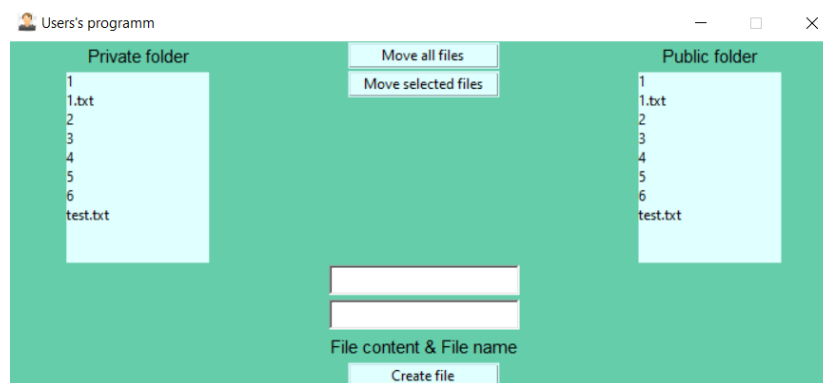 Users's programm
Private folder
Move all files
Public folder
Move selected files
1
1.txt
2
3
4
5
6
test.txt
1
1.txt
2
3
4
5
6
test.txt
File content & File name
Create file